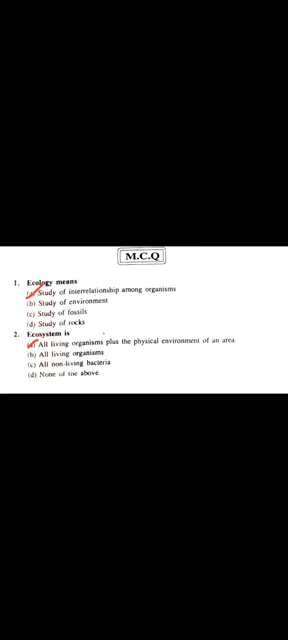 M.C.Q
1. Ecology means
(a) Study of interrelationship among organisms
(b) Study of environment
(c) Study of fossils
(d) Study of rocks
2. Ecosystem is
(a) All living organisms plus the physical environment of an area.
(b) All living organisms
(c) All non-living bacteria
(d) None of the above.